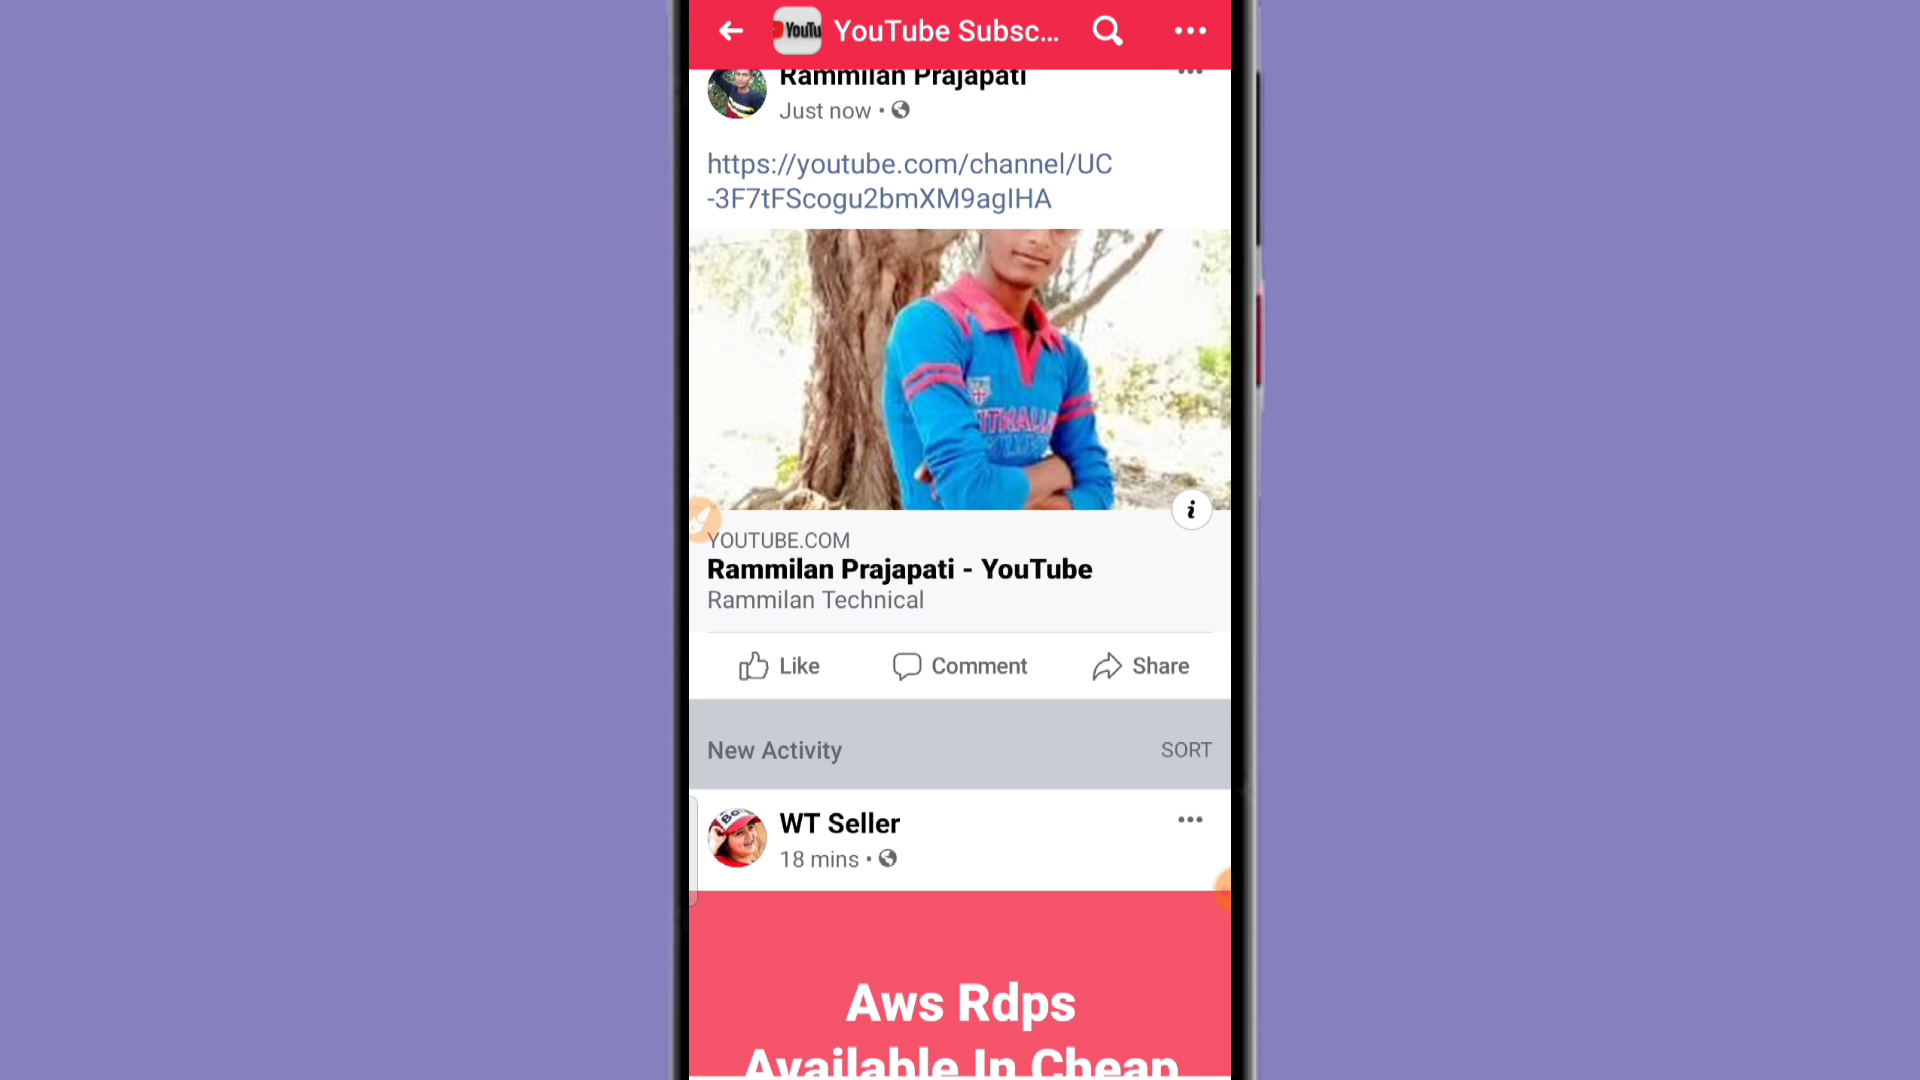 YouTu
YouTube Subsc...
Rammilan Prajapati
Just now •
https://youtube.com/channel/UC
-3F7tFScogu2bmXM9agIHA
YOUTUBE.COM
Rammilan Prajapati - YouTube
Rammilan Technical
Like
Comment
Share
New Activity
SORT
WT Seller
18 mins •
Aws Rdps
Available In Cheap